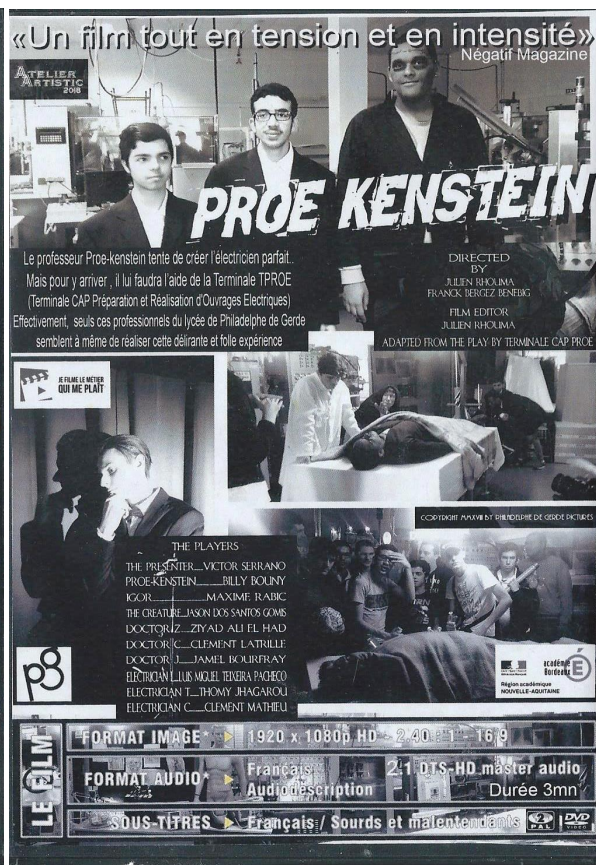 «Un film tout en tension et en intensité»
Négatif Magazine
ATELIER
ARTISTIC
2018
PROE KENSTEIN
Le professeur Proe-kenstein tente de créer l'électricien parfait..
Mais pour y arriver , il lui faudra l'aide de la Terminale TPROE
(Terminale CAP Préparation et Réalisation d'Ouvrages Electriques)
Effectivement, seuls ces professionnels du lycée de Philadelphe de Gerde
semblent à même de réaliser cette délirante et folle expérience
DIRECTED
BY
JULIEN RHOUMA
FRANCK BERGEZ BENEBIG
FILM EDITOR
JULIEN RHOUMA
ADAPTED FROM THE PLAY BY TERMINALE CAP PROE
JE FILME LE MÉTIER
QUI ME PLAÎT
COPYRIGHT MMXVIII BY PHILADELPHE DE GERDE PICTURES
THE PLAYERS
THE PRESENTER....VICTOR SERRANO
PROE-KENSTEIN......BILLY BOUNY
IGOR..........MAXIME RABIC
THE CREATURE...JASON DOS SANTOS GOMIS
DOCTOR Z....ZIYAD ALI EL HAD
DOCTOR C....CLEMENT LATRILLE
DOCTOR J......JAMEL BOURFRAY
ELECTRICIAN L...LUIS MIGUEL TEIXEIRA PACHECO
ELECTRICIAN T....THOMY JHAGAROU
ELECTRICIAN C.....CLEMENT MATHIEU
pg
Région académique
NOUVELLE-AQUITAINE
académie
Bordeaux
É
LE FILM
FORMAT IMAGE* 1920 x 1080p HD - 2.40 : 1 - 16/9
FORMAT AUDIO* Français 2.1 DTS-HD master audio
Audiodescription Durée 3mn
SOUS-TITRES Français / Sourds et malentendants
2
PAL
DVD
VIDEO